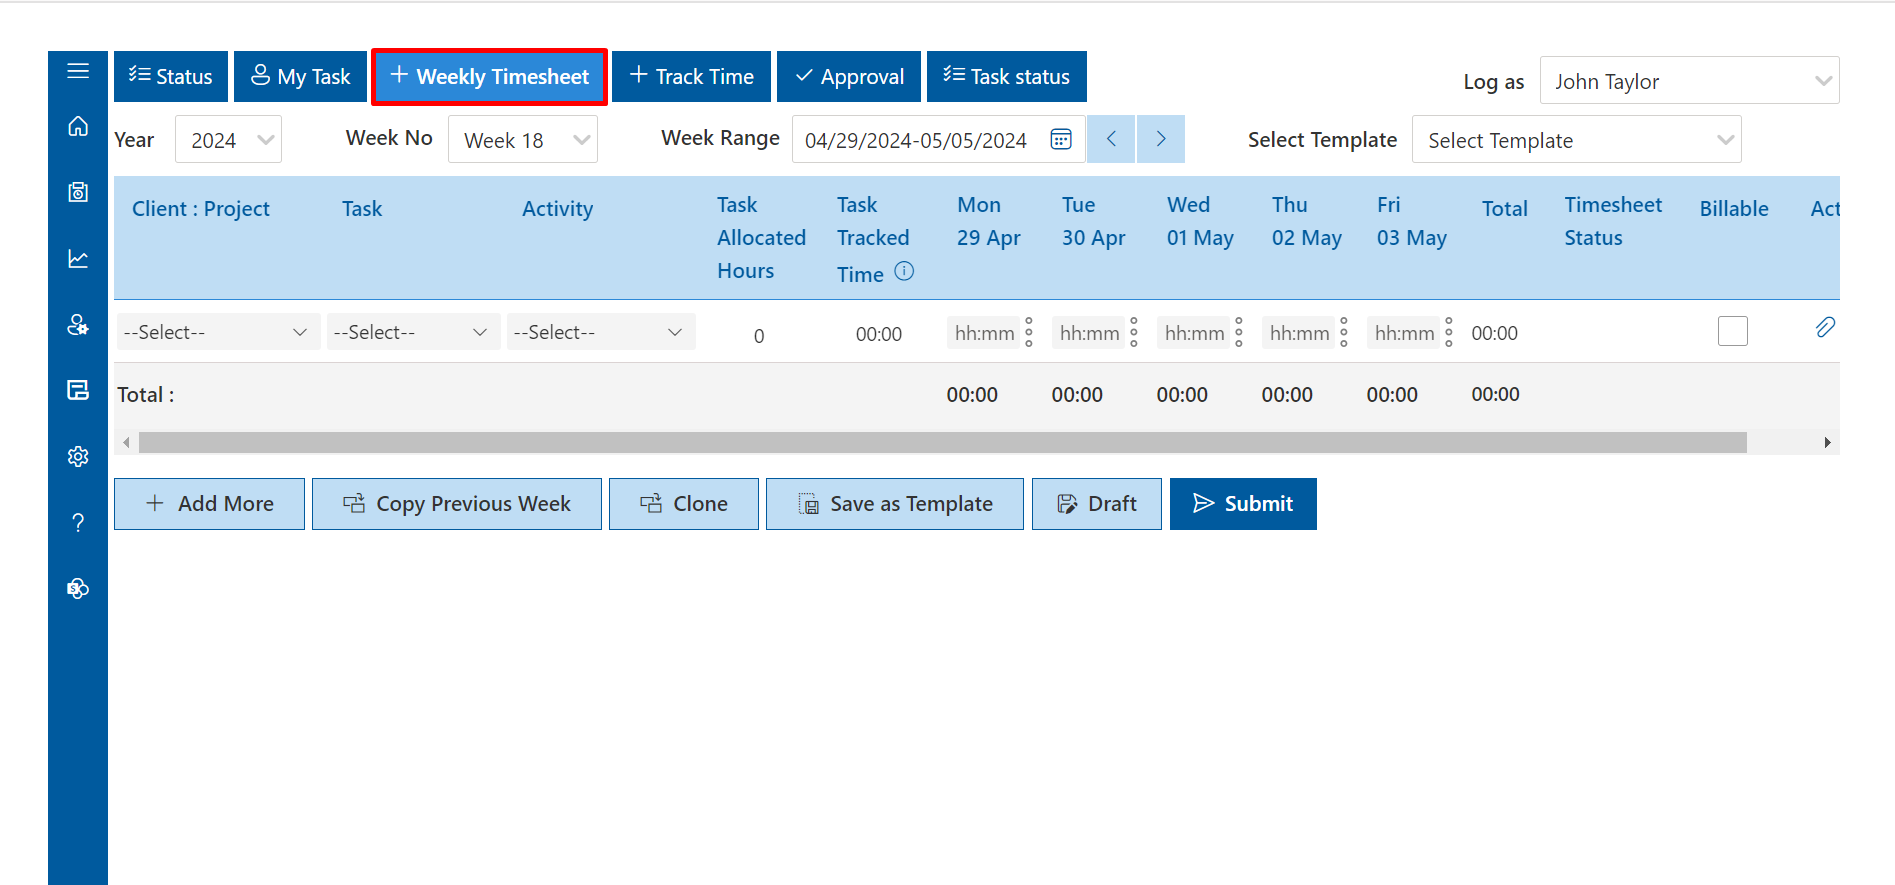 Status My Task Weekly Timesheet Track Time Approval Task status Log as John Taylor
Year 2024 Week No Week 18 Week Range 04/29/2024-05/05/2024 Select Template Select Template
Client : Project Task Activity Task Allocated Hours Task Tracked Time Mon 29 Apr Tue 30 Apr Wed 01 May Thu 02 May Fri 03 May Total Timesheet Status Billable Act
--Select-- --Select-- --Select-- 0 00:00 hh:mm hh:mm hh:mm hh:mm hh:mm 00:00
Total : 00:00 00:00 00:00 00:00 00:00 00:00
Add More Copy Previous Week Clone Save as Template Draft Submit